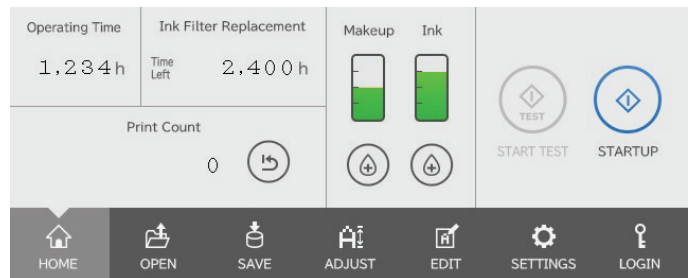 Operating Time
1,234h
Ink Filter Replacement
Time Left 2,400h
Print Count
0
Makeup Ink
TEST
START TEST
STARTUP
HOME OPEN SAVE ADJUST EDIT SETTINGS LOGIN